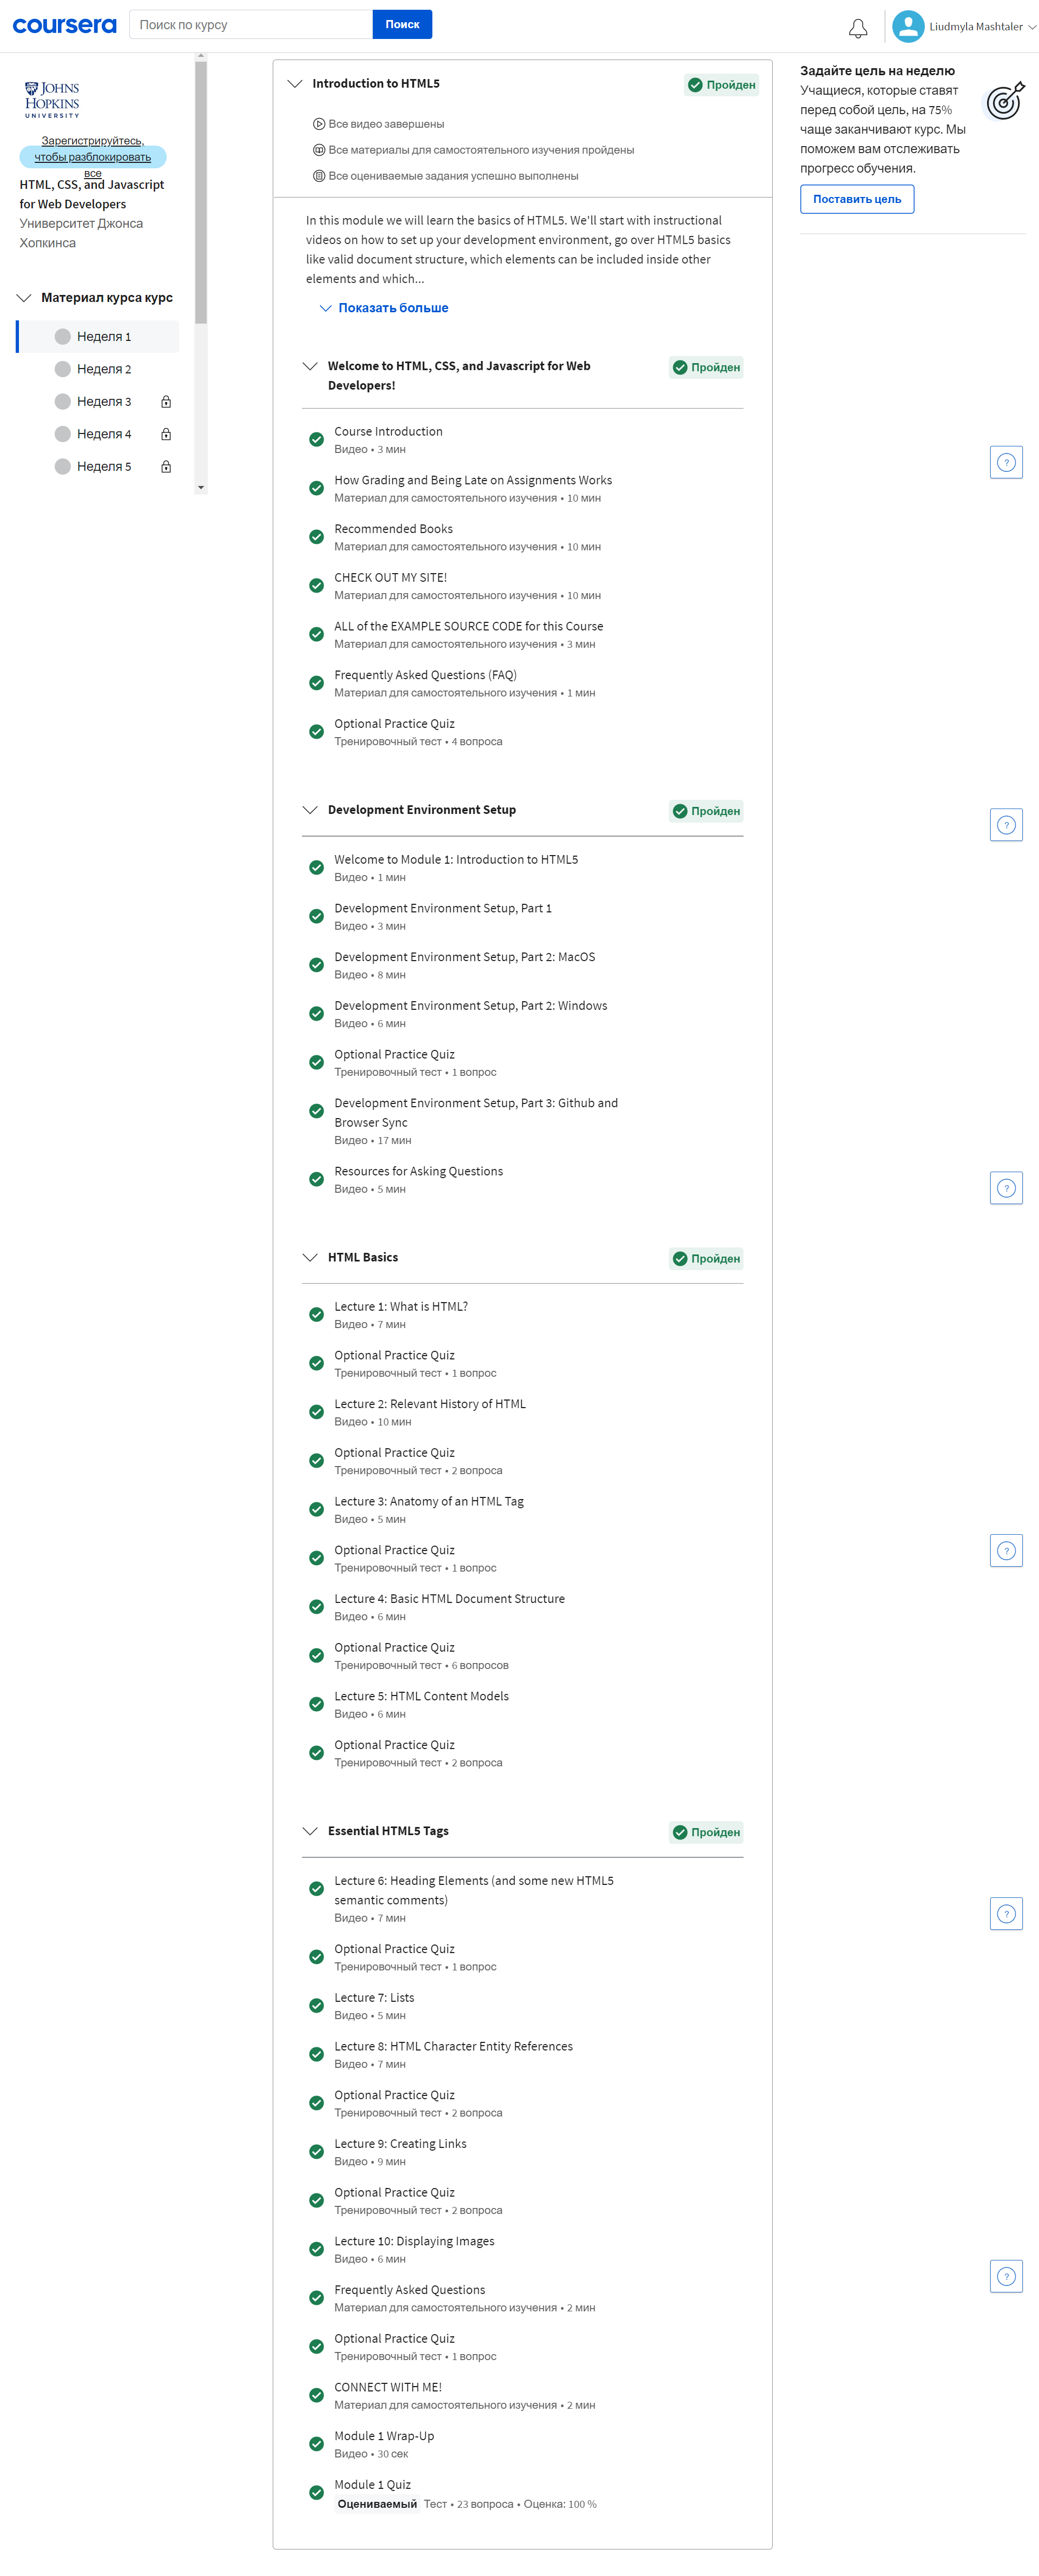 coursera
Поиск по курсу
Поиск
Liudmyla Mashtaler
JOHNS
HOPKINS
UNIVERSITY
Зарегистрируйтесь,
чтобы разблокировать
все
HTML, CSS, and Javascript
for Web Developers
Университет Джонса
Хопкинса
Материал курса курс
Неделя 1
Неделя 2
Неделя 3
Неделя 4
Неделя 5
Introduction to HTML5
Пройден
Все видео завершены
Все материалы для самостоятельного изучения пройдены
Все оцениваемые задания успешно выполнены
In this module we will learn the basics of HTML5. We'll start with instructional
videos on how to set up your development environment, go over HTML5 basics
like valid document structure, which elements can be included inside other
elements and which...
Показать больше
Welcome to HTML, CSS, and Javascript for Web
Developers!
Пройден
Course Introduction
Видео • 3 мин
How Grading and Being Late on Assignments Works
Материал для самостоятельного изучения • 10 мин
Recommended Books
Материал для самостоятельного изучения • 10 мин
CHECK OUT MY SITE!
Материал для самостоятельного изучения • 10 мин
ALL of the EXAMPLE SOURCE CODE for this Course
Материал для самостоятельного изучения • 3 мин
Frequently Asked Questions (FAQ)
Материал для самостоятельного изучения • 1 мин
Optional Practice Quiz
Тренировочный тест • 4 вопроса
Development Environment Setup
Пройден
Welcome to Module 1: Introduction to HTML5
Видео • 1 мин
Development Environment Setup, Part 1
Видео • 3 мин
Development Environment Setup, Part 2: MacOS
Видео • 8 мин
Development Environment Setup, Part 2: Windows
Видео • 6 мин
Optional Practice Quiz
Тренировочный тест • 1 вопрос
Development Environment Setup, Part 3: Github and
Browser Sync
Видео • 17 мин
Resources for Asking Questions
Видео • 5 мин
HTML Basics
Пройден
Lecture 1: What is HTML?
Видео • 7 мин
Optional Practice Quiz
Тренировочный тест • 1 вопрос
Lecture 2: Relevant History of HTML
Видео • 10 мин
Optional Practice Quiz
Тренировочный тест • 2 вопроса
Lecture 3: Anatomy of an HTML Tag
Видео • 5 мин
Optional Practice Quiz
Тренировочный тест • 1 вопрос
Lecture 4: Basic HTML Document Structure
Видео • 6 мин
Optional Practice Quiz
Тренировочный тест • 6 вопросов
Lecture 5: HTML Content Models
Видео • 6 мин
Optional Practice Quiz
Тренировочный тест • 2 вопроса
Essential HTML5 Tags
Пройден
Lecture 6: Heading Elements (and some new HTML5
semantic comments)
Видео • 7 мин
Optional Practice Quiz
Тренировочный тест • 1 вопрос
Lecture 7: Lists
Видео • 5 мин
Lecture 8: HTML Character Entity References
Видео • 7 мин
Optional Practice Quiz
Тренировочный тест • 2 вопроса
Lecture 9: Creating Links
Видео • 9 мин
Optional Practice Quiz
Тренировочный тест • 2 вопроса
Lecture 10: Displaying Images
Видео • 6 мин
Frequently Asked Questions
Материал для самостоятельного изучения • 2 мин
Optional Practice Quiz
Тренировочный тест • 1 вопрос
CONNECT WITH ME!
Материал для самостоятельного изучения • 2 мин
Module 1 Wrap-Up
Видео • 30 сек
Module 1 Quiz
Оцениваемый Тест • 23 вопроса • Оценка: 100 %
Задайте цель на неделю
Учащиеся, которые ставят
перед собой цель, на 75%
чаще заканчивают курс. Мы
поможем вам отслеживать
прогресс обучения.
Поставить цель
?
?
?
?
?
?